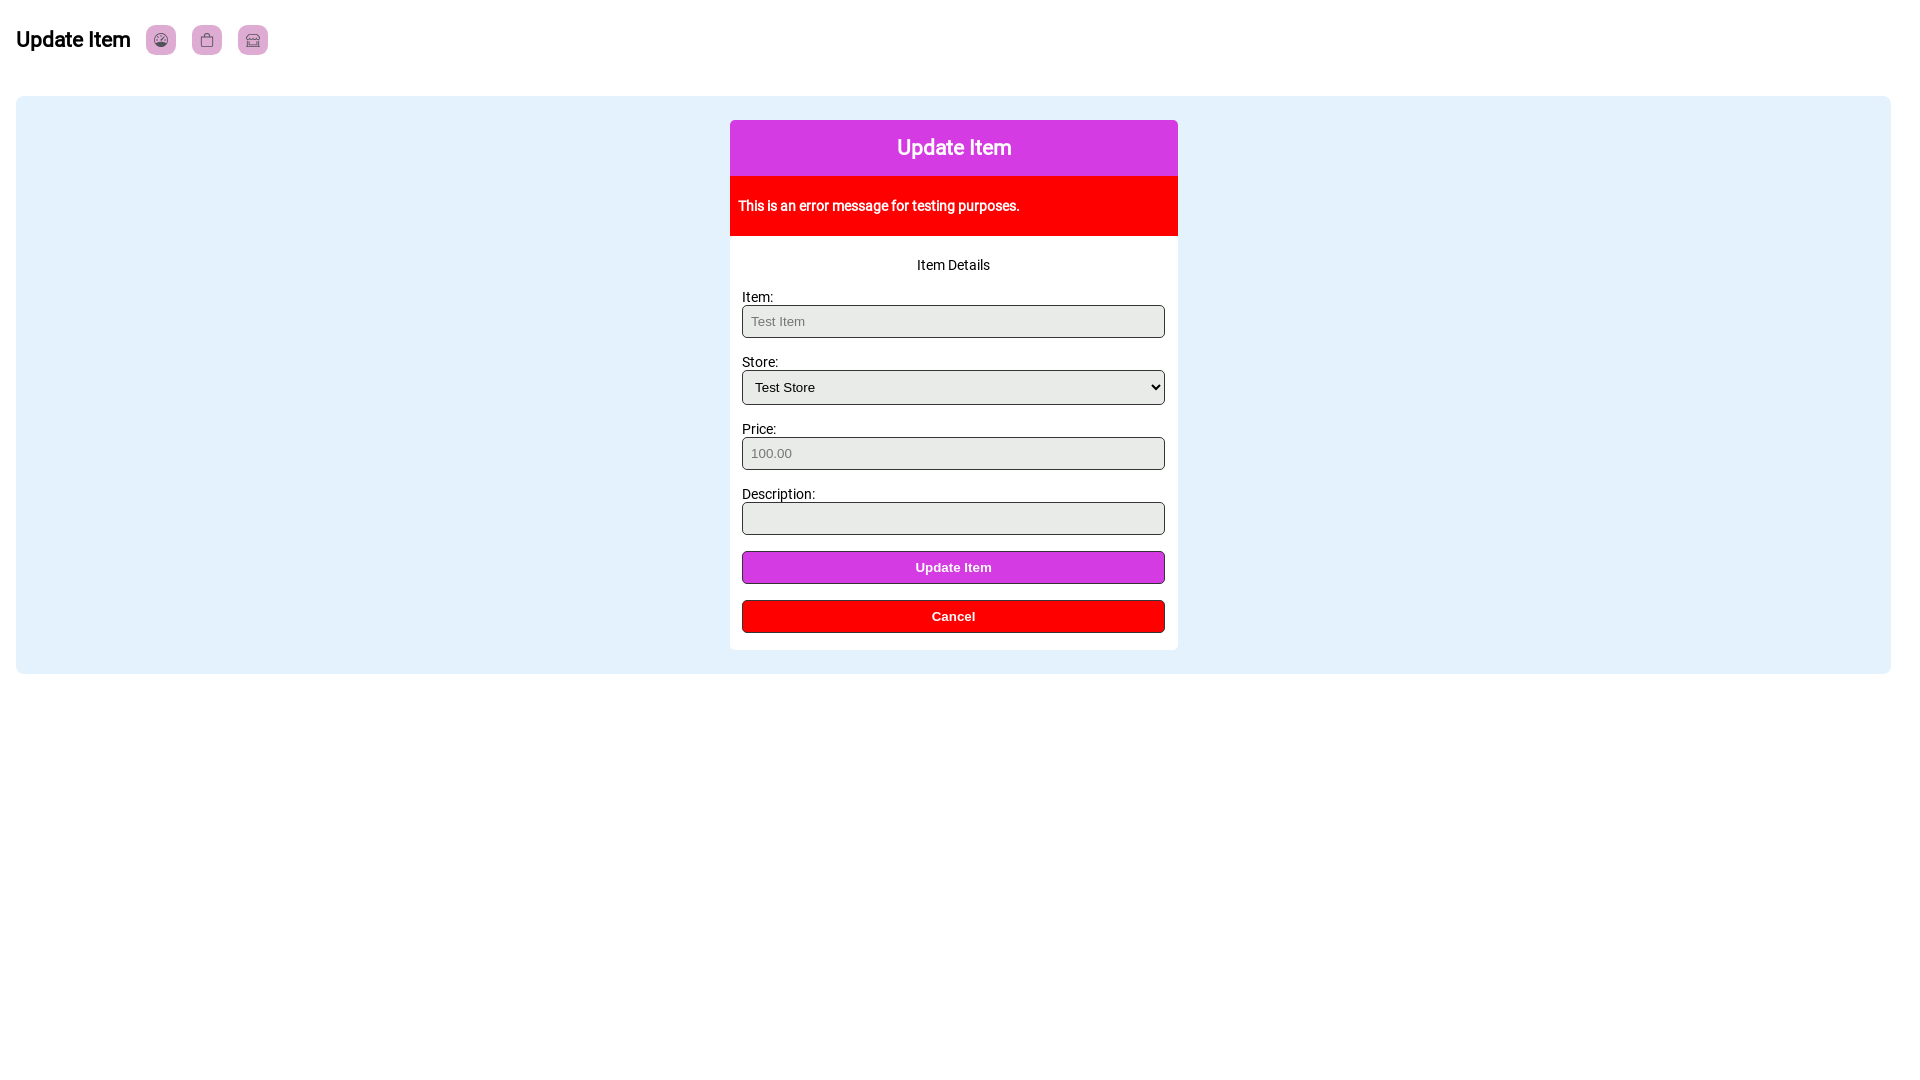 Update Item
Update Item
This is an error message for testing purposes.
Item Details
Item:
Test Item
Store:
Test Store
Price:
100.00
Description:
Update Item
Cancel